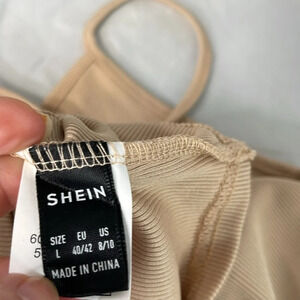 SHEIN
SIZE EU US
L 40/42 8/10
MADE IN CHINA